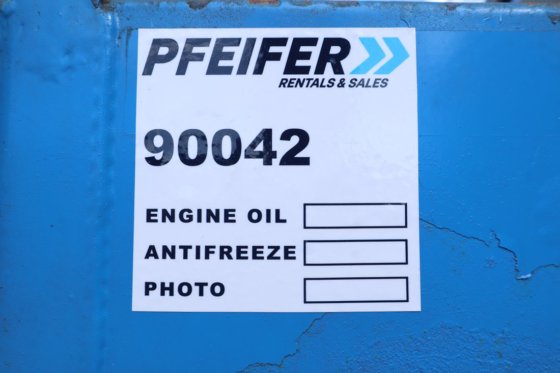 PFEIFER
RENTALS & SALES
90042
ENGINE OIL
ANTIFREEZE
PHOTO